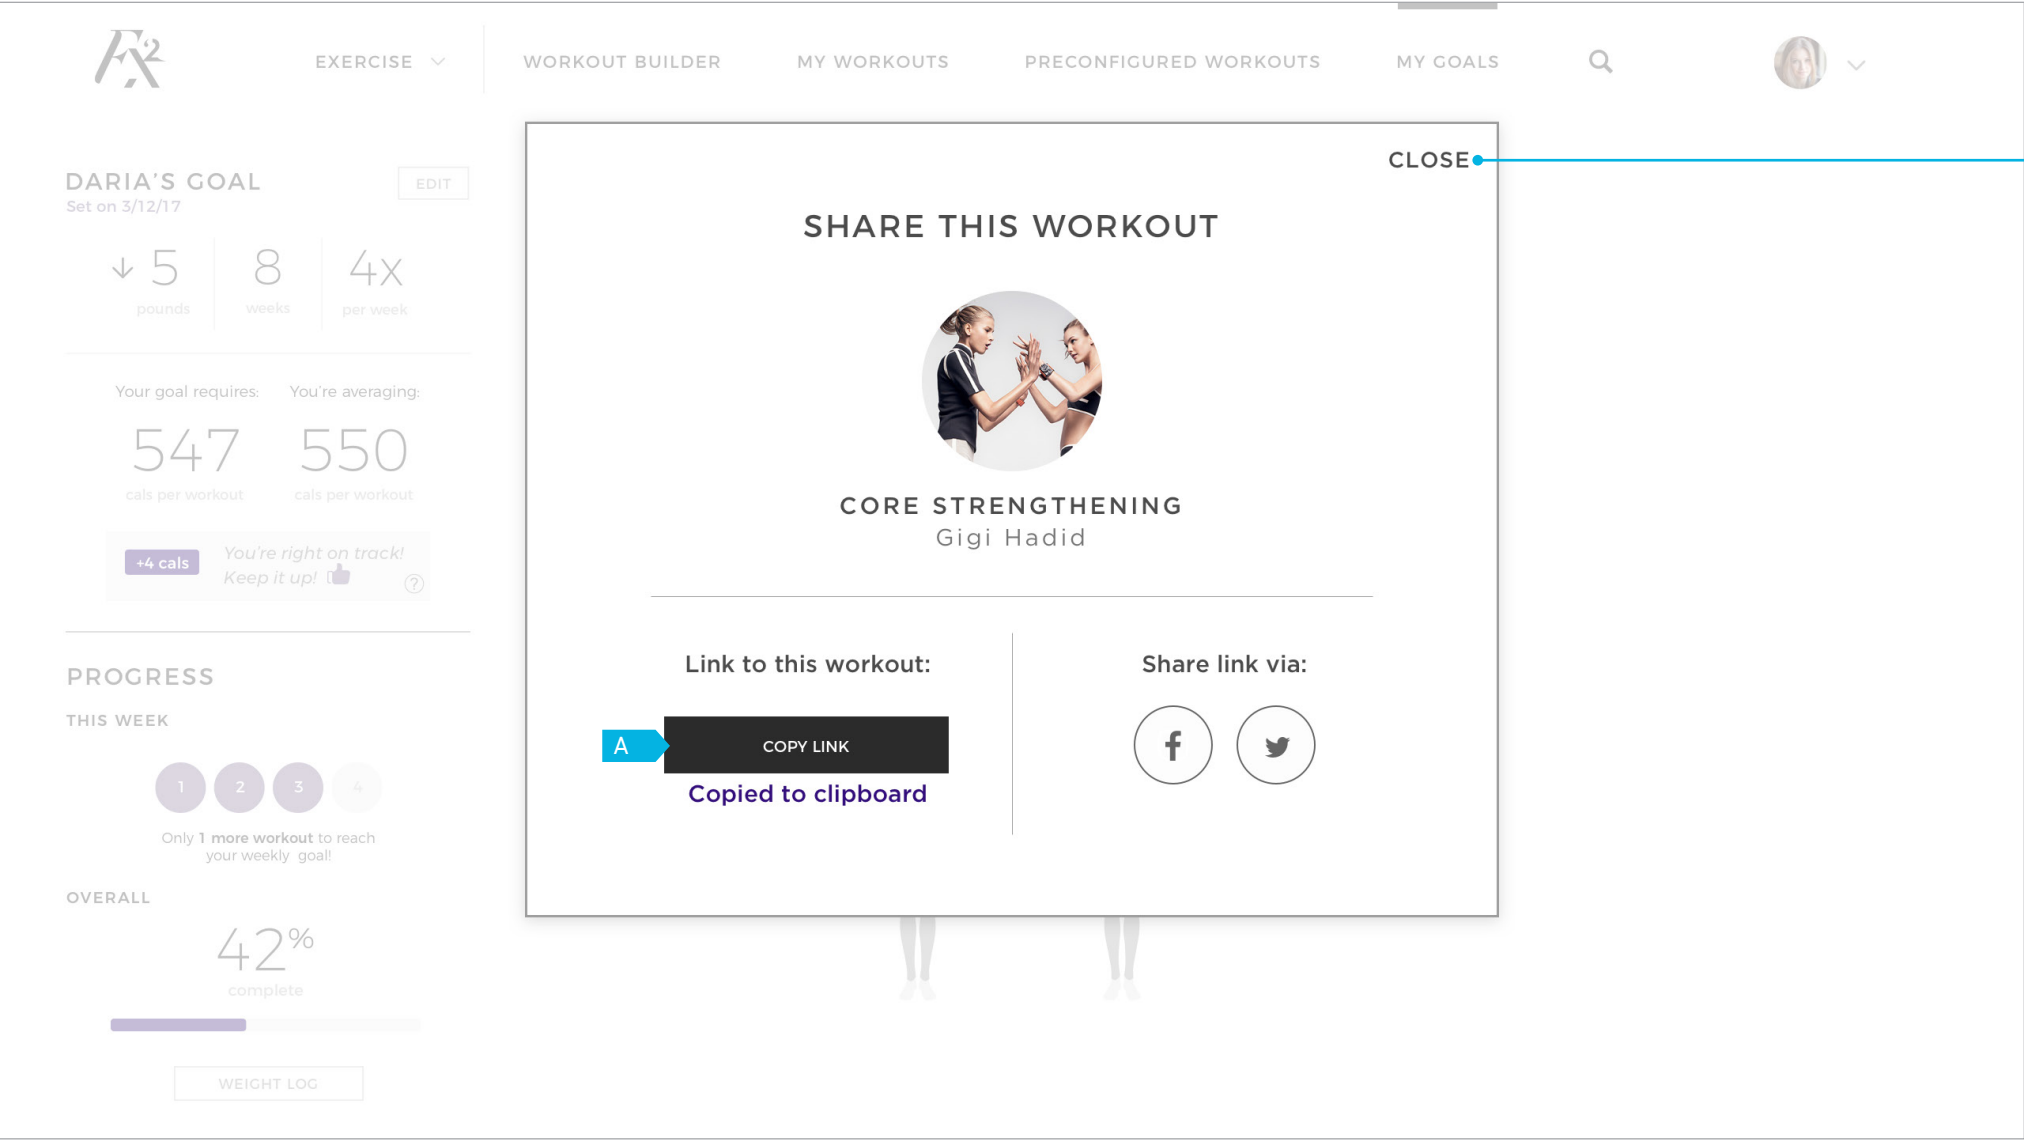 AX2
EXERCISE
WORKOUT BUILDER
MY WORKOUTS
PRECONFIGURED WORKOUTS
MY GOALS
DARIA’S GOAL
EDIT
Set on 3/12/17
5
pounds
8
weeks
4x
per week
Your goal requires:
547
cals per workout
You’re averaging:
550
cals per workout
+4 cals
You’re right on track!
Keep it up!
?
PROGRESS
THIS WEEK
1 2 3 4
Only 1 more workout to reach
your weekly goal!
OVERALL
42%
complete
WEIGHT LOG
CLOSE
SHARE THIS WORKOUT
CORE STRENGTHENING
Gigi Hadid
Link to this workout:
A
COPY LINK
Copied to clipboard
Share link via:
f